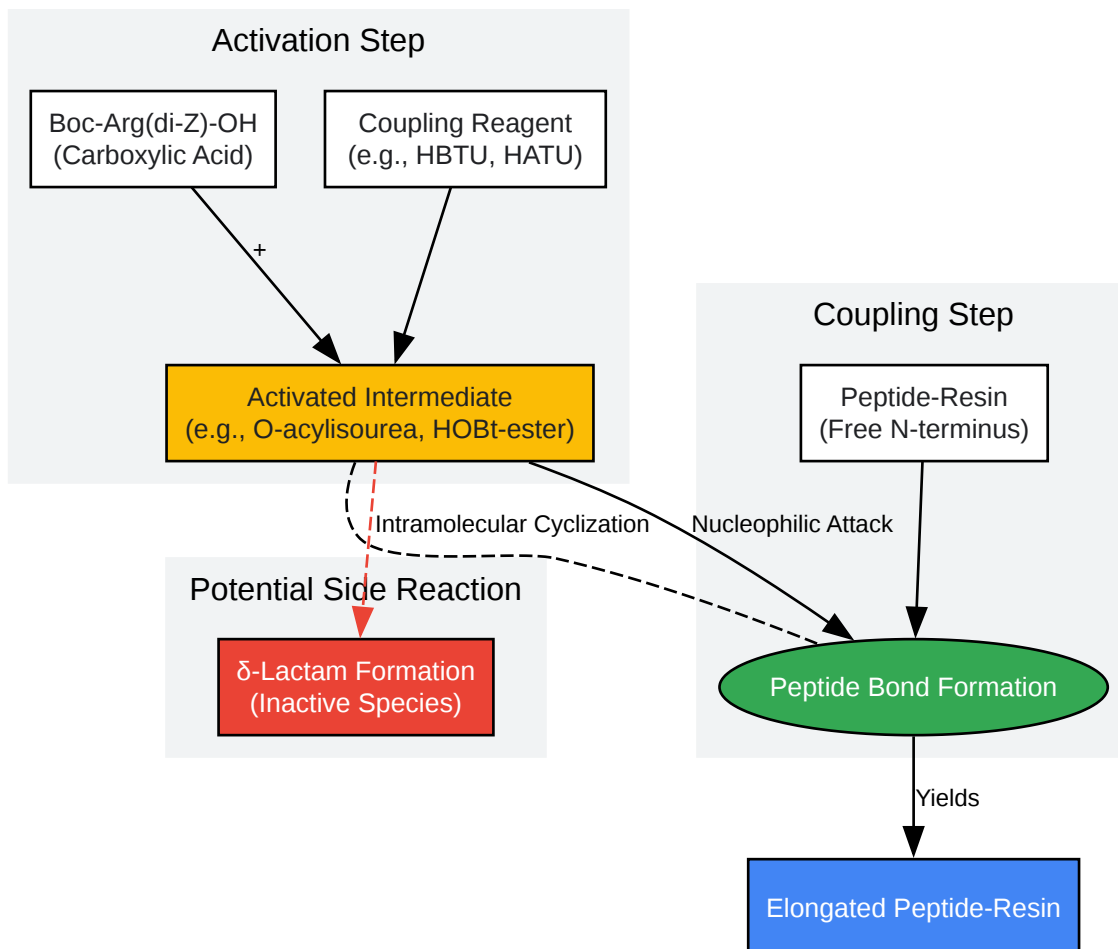 Activation Step
Boc-Arg(di-Z)-OH
(Carboxylic Acid)
Coupling Reagent
(e.g., HBTU, HATU)
+
Activated Intermediate
(e.g., O-acylisourea, HOBt-ester)
Coupling Step
Peptide-Resin
(Free N-terminus)
Intramolecular Cyclization
Nucleophilic Attack
Potential Side Reaction
δ-Lactam Formation
(Inactive Species)
Peptide Bond Formation
Yields
Elongated Peptide-Resin